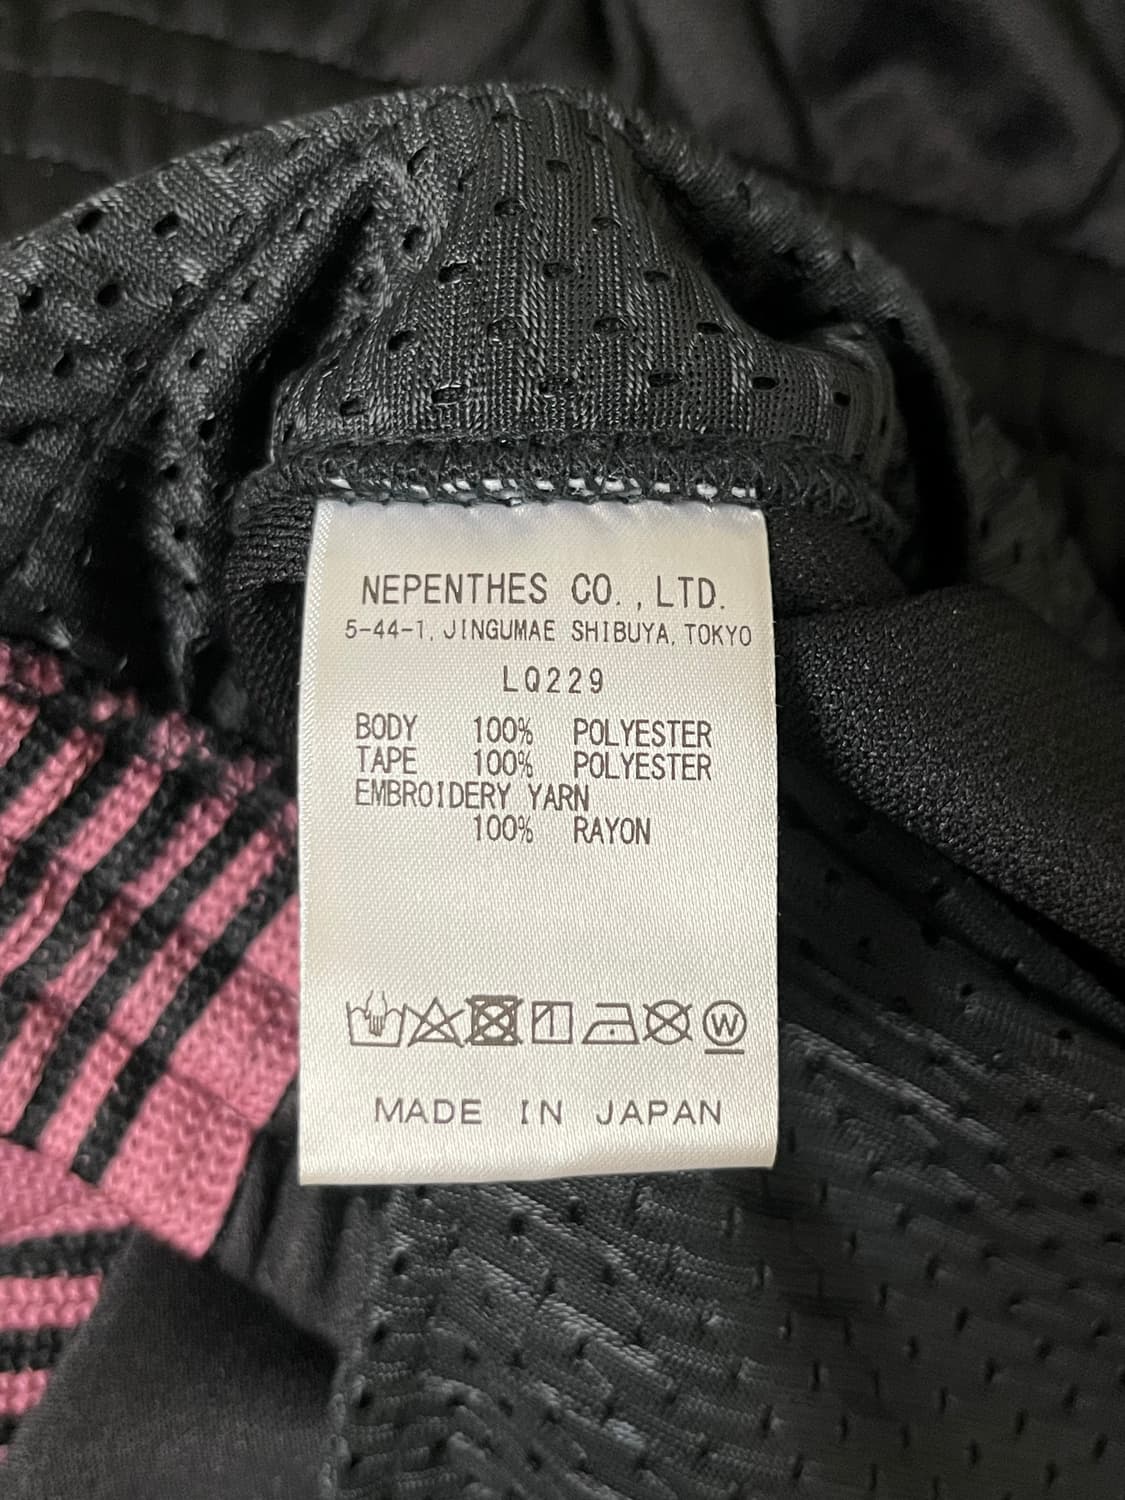 NEPENTHES CO.,LTD.
5-44-1, JINGUMAE SHIBUYA, TOKYO
LQ229
BODY 100% POLYESTER
TAPE 100% POLYESTER
EMBROIDERY YARN
100% RAYON
W
MADE IN JAPAN